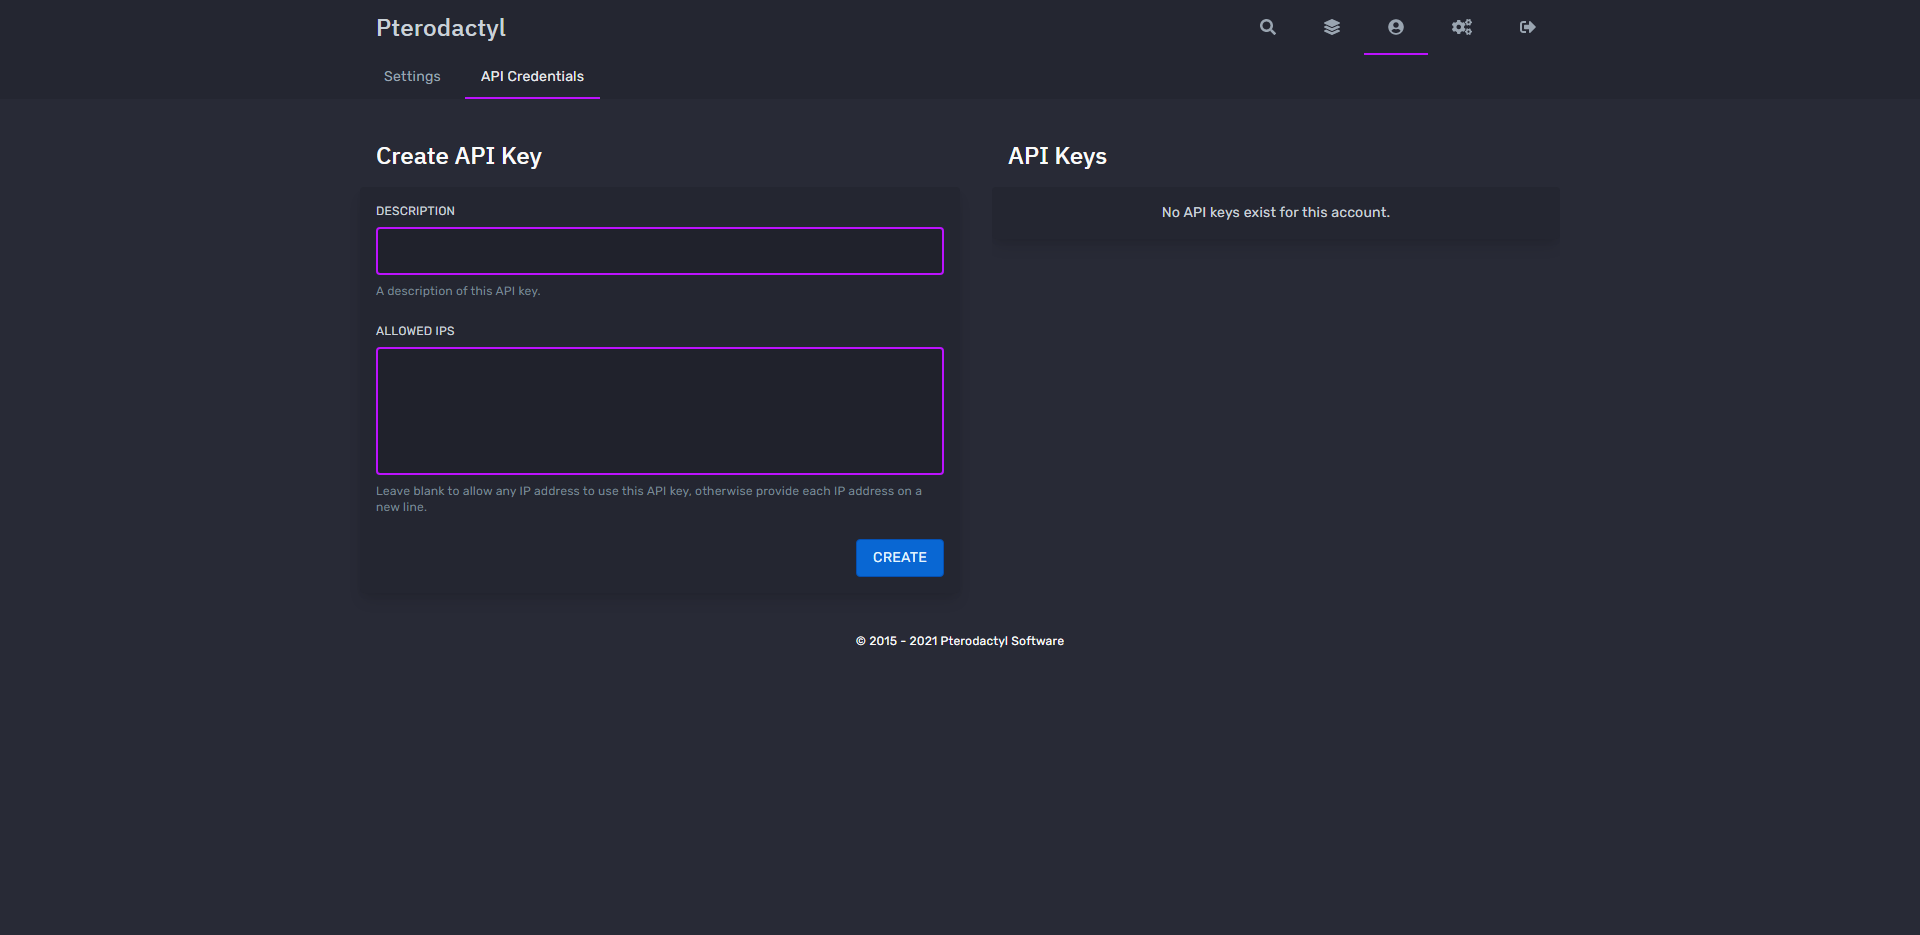 Pterodactyl
Settings
API Credentials
Create API Key
DESCRIPTION
A description of this API key.
ALLOWED IPS
Leave blank to allow any IP address to use this API key, otherwise provide each IP address on a
new line.
CREATE
API Keys
No API keys exist for this account.
© 2015 - 2021 Pterodactyl Software